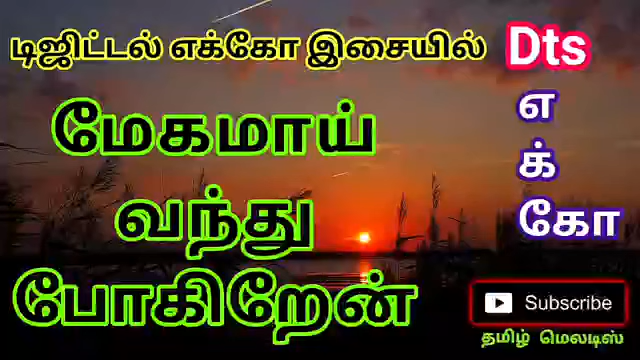 டிஜிட்டல் எக்கோ இசையில்
Dts
எ
க்
கோ
மேகமாய்
வந்து
போகிறேன்
Subscribe
தமிழ் மெலடிஸ்